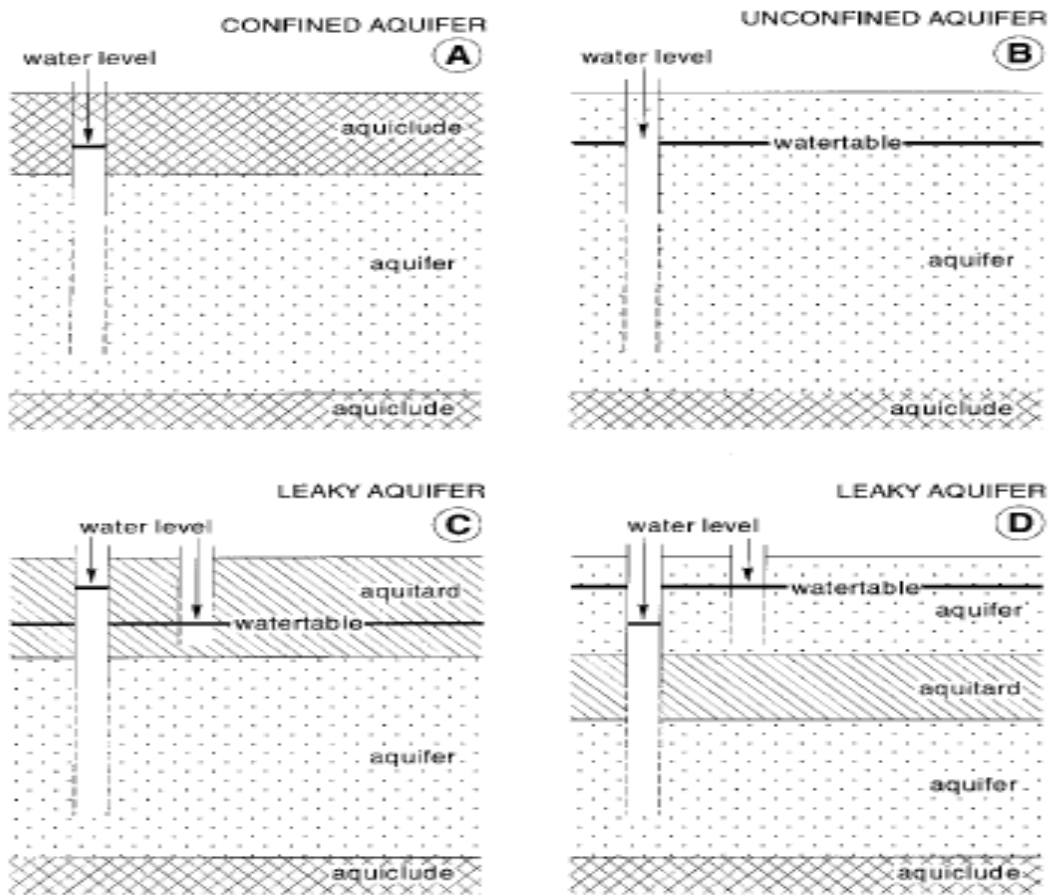 CONFINED AQUIFER
A
water level
aquiclude
aquifer
aquiclude
UNCONFINED AQUIFER
B
water level
watertable
aquifer
aquiclude
LEAKY AQUIFER
C
water level
aquitard
watertable
aquifer
LEAKY AQUIFER
D
water level
watertable
aquifer
aquitard
aquifer
aquiclude